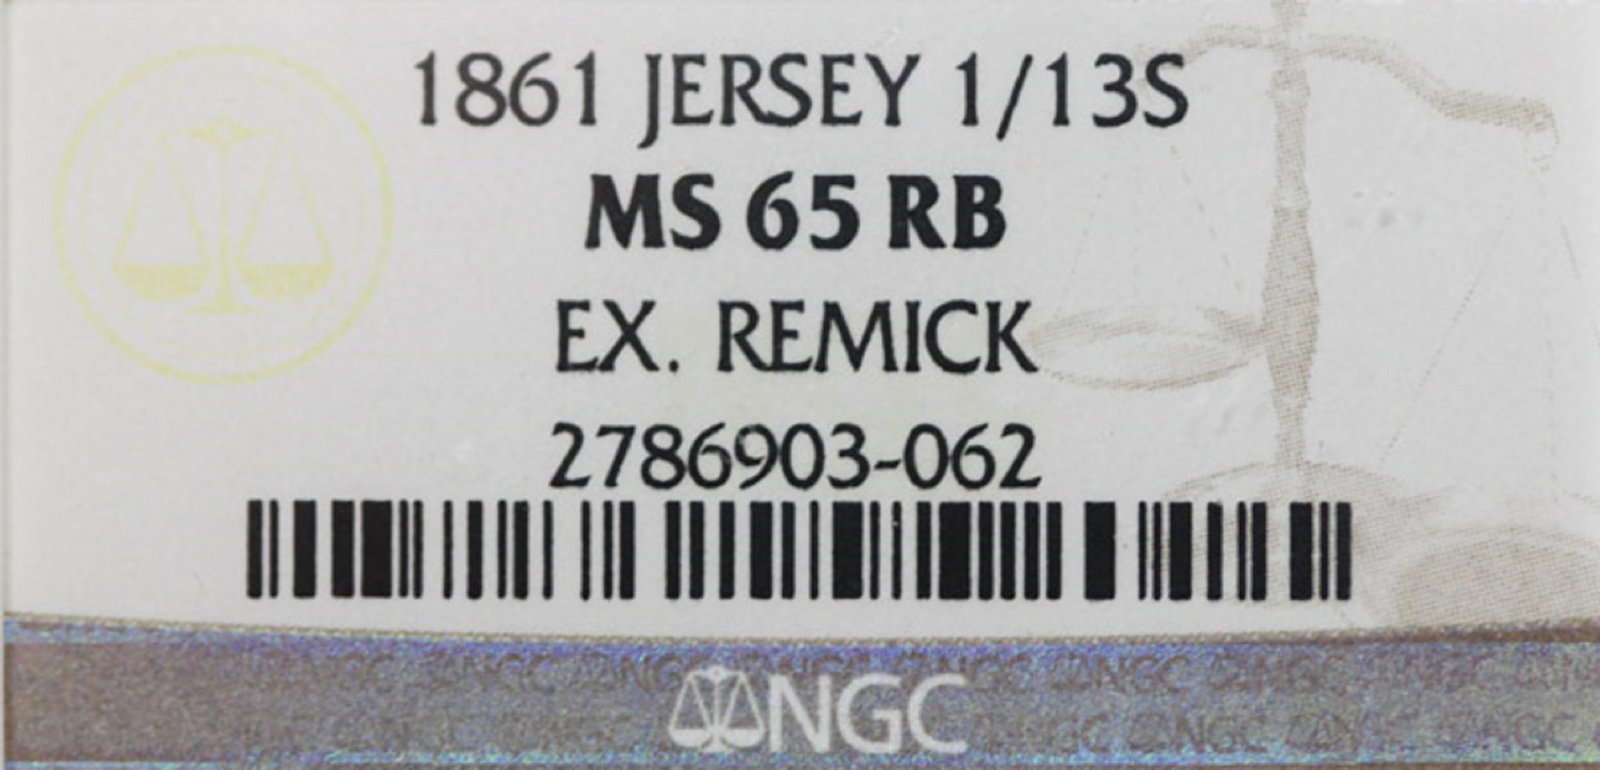 1861 JERSEY 1/13S
MS 65 RB
EX. REMICK
2786903-062
NGC